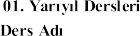 01. Yarıyıl Dersleri
Ders Adı